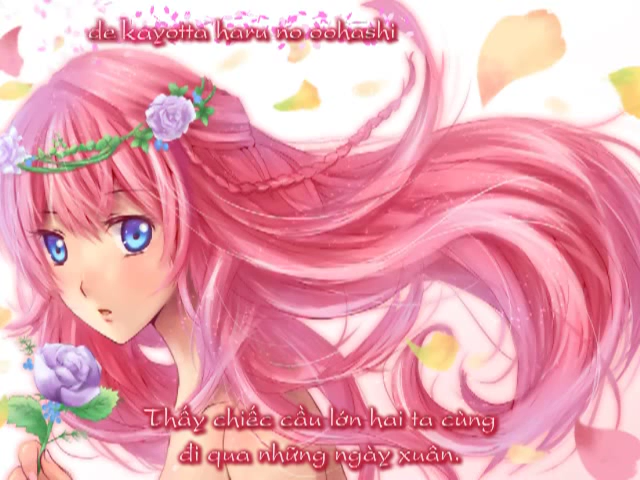 de kayotta haru no oohashi
Thấy chiếc cầu lớn hai ta cùng
đi qua những ngày xuân.